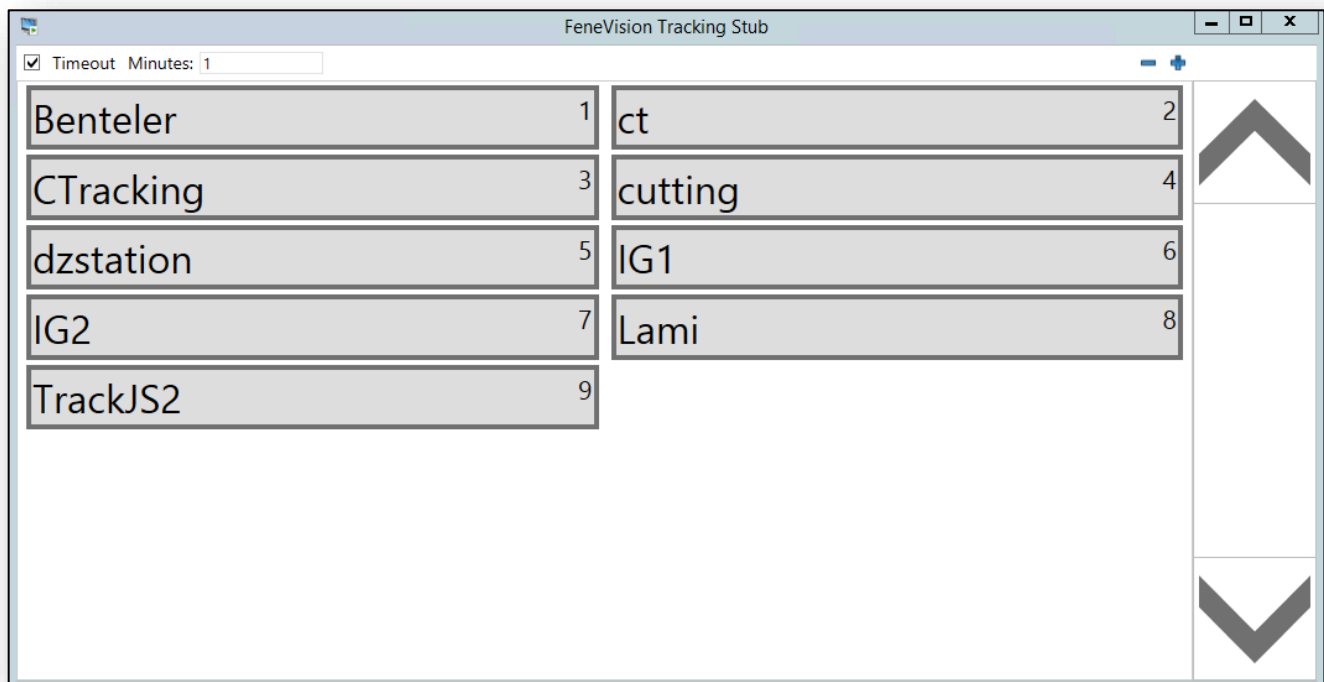 FeneVision Tracking Stub
Timeout Minutes: 1
Benteler 1
ct 2
CTracking 3
cutting 4
dzstation 5
IG1 6
IG2 7
Lami 8
TrackJS2 9